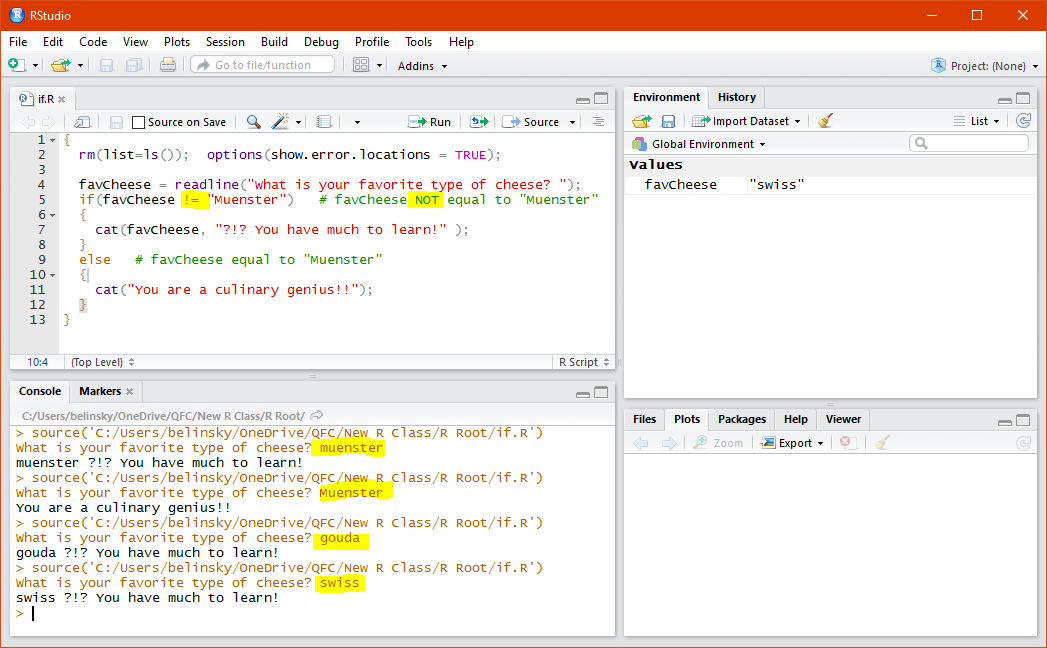 RStudio
File Edit Code View Plots Session Build Debug Profile Tools Help
Go to file/function Addins Project: (None)
if.R
Source on Save Run Source
1 {
2 rm(list=ls()); options(show.error.locations = TRUE);
3
4 favCheese = readline("What is your favorite type of cheese? ");
5 if(favCheese != "Muenster") # favCheese NOT equal to "Muenster"
6 {
7 cat(favCheese, "?!? You have much to learn!" );
8 }
9 else # favCheese equal to "Muenster"
10 {
11 cat("You are a culinary genius!!");
12 }
13 }
10:4 (Top Level) R Script
Console Markers
C:/Users/belinsky/OneDrive/QFC/New R Class/R Root/
> source('C:/Users/belinsky/OneDrive/QFC/New R Class/R Root/if.R')
What is your favorite type of cheese? muenster
muenster ?!? You have much to learn!
> source('C:/Users/belinsky/OneDrive/QFC/New R Class/R Root/if.R')
What is your favorite type of cheese? Muenster
You are a culinary genius!!
> source('C:/Users/belinsky/OneDrive/QFC/New R Class/R Root/if.R')
What is your favorite type of cheese? gouda
gouda ?!? You have much to learn!
> source('C:/Users/belinsky/OneDrive/QFC/New R Class/R Root/if.R')
What is your favorite type of cheese? swiss
swiss ?!? You have much to learn!
>
Environment History
Import Dataset List
Global Environment
Values
favCheese "swiss"
Files Plots Packages Help Viewer
Zoom Export